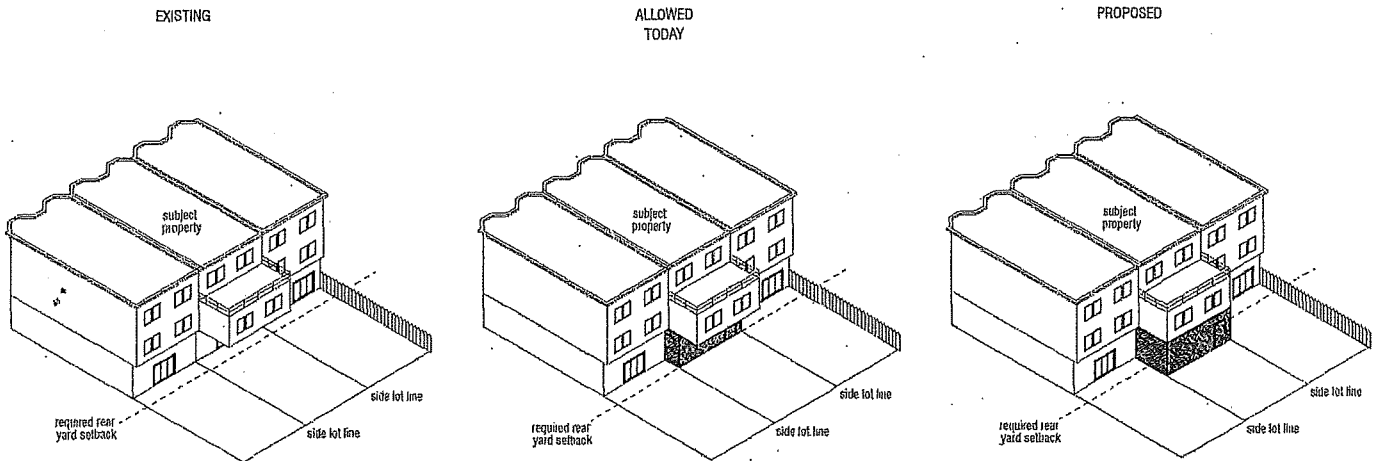 EXISTING
subject
property
required rear
yard setback
side lot line
side lot line
ALLOWED
TODAY
subject
property
required rear
yard setback
side lot line
side lot line
PROPOSED
subject
property
required rear
yard setback
side lot line
side lot line